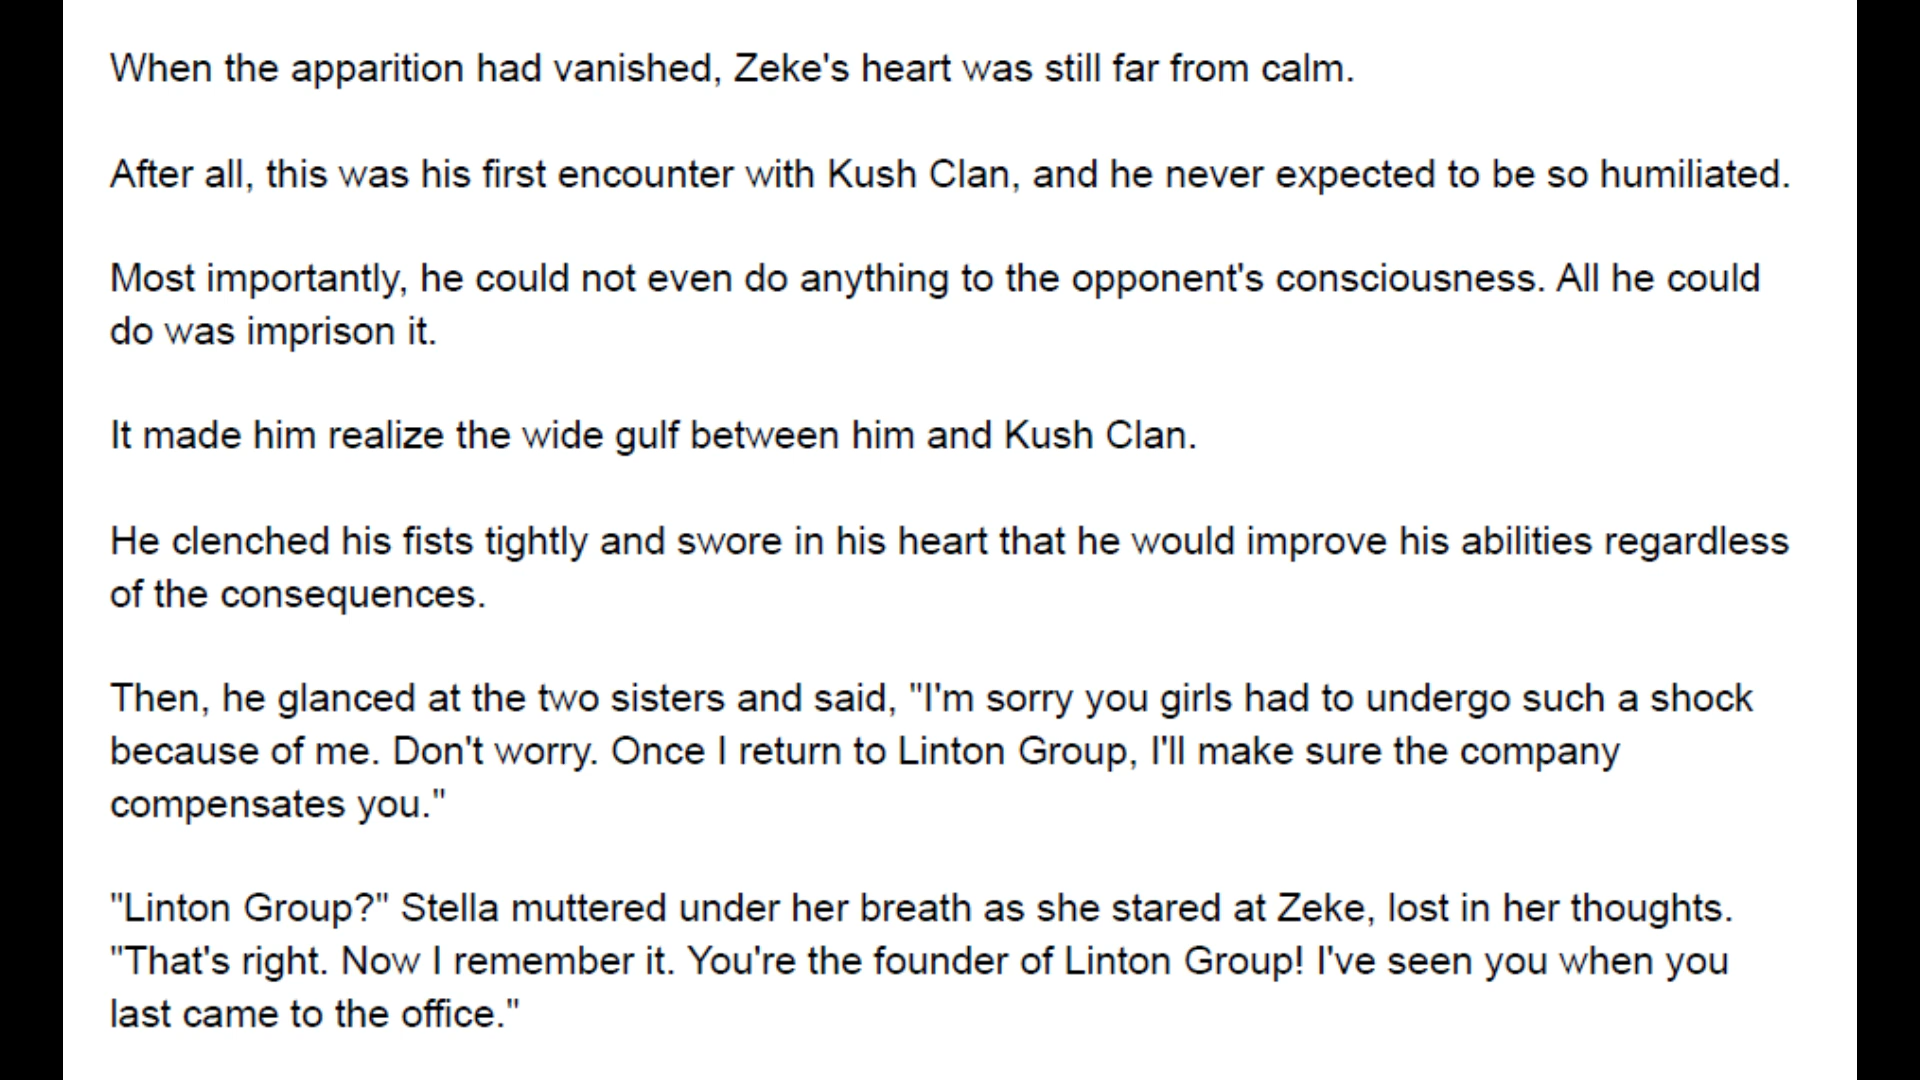 When the apparition had vanished, Zeke's heart was still far from calm.
After all, this was his first encounter with Kush Clan, and he never expected to be so humiliated.
Most importantly, he could not even do anything to the opponent's consciousness. All he could
do was imprison it.
It made him realize the wide gulf between him and Kush Clan.
He clenched his fists tightly and swore in his heart that he would improve his abilities regardless
of the consequences.
Then, he glanced at the two sisters and said, "I'm sorry you girls had to undergo such a shock
because of me. Don't worry. Once I return to Linton Group, I'll make sure the company
compensates you."
"Linton Group?" Stella muttered under her breath as she stared at Zeke, lost in her thoughts.
"That's right. Now I remember it. You're the founder of Linton Group! I've seen you when you
last came to the office."